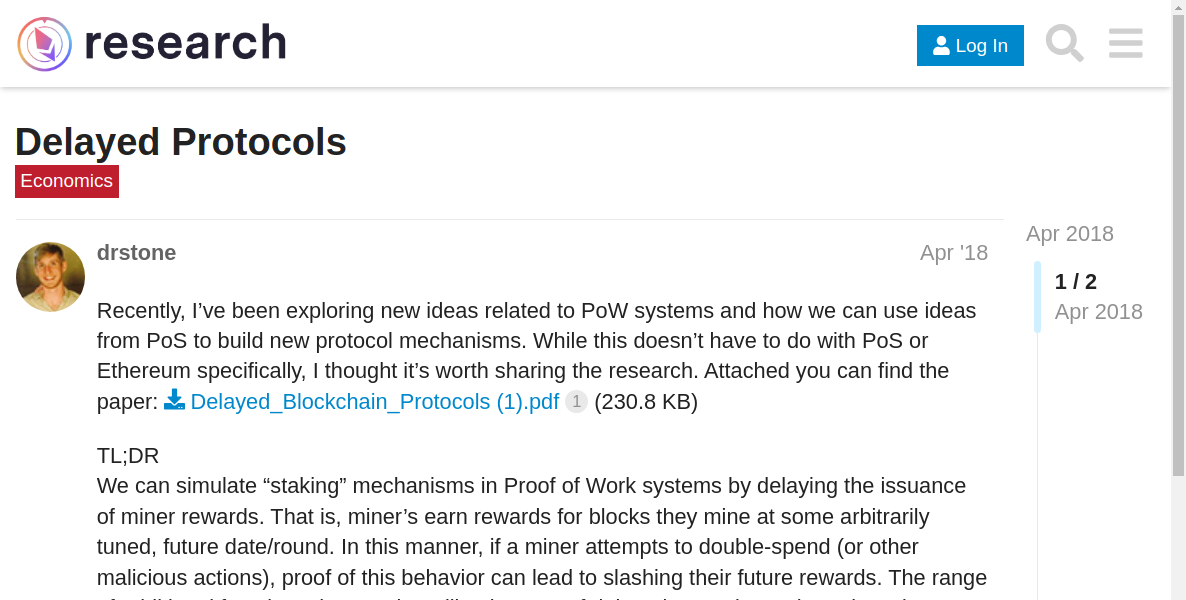 research
Log In
Delayed Protocols
Economics
drstone
Apr '18
Apr 2018
1 / 2
Apr 2018
Recently, I’ve been exploring new ideas related to PoW systems and how we can use ideas
from PoS to build new protocol mechanisms. While this doesn’t have to do with PoS or
Ethereum specifically, I thought it’s worth sharing the research. Attached you can find the
paper: Delayed_Blockchain_Protocols (1).pdf 1 (230.8 KB)
TL;DR
We can simulate “staking” mechanisms in Proof of Work systems by delaying the issuance
of miner rewards. That is, miner’s earn rewards for blocks they mine at some arbitrarily
tuned, future date/round. In this manner, if a miner attempts to double-spend (or other
malicious actions), proof of this behavior can lead to slashing their future rewards. The range